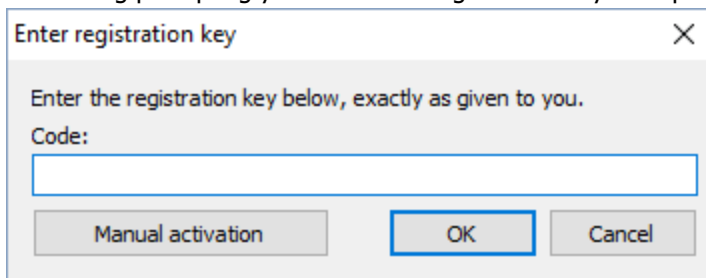 Enter registration key
Enter the registration key below, exactly as given to you.
Code:
Manual activation OK Cancel